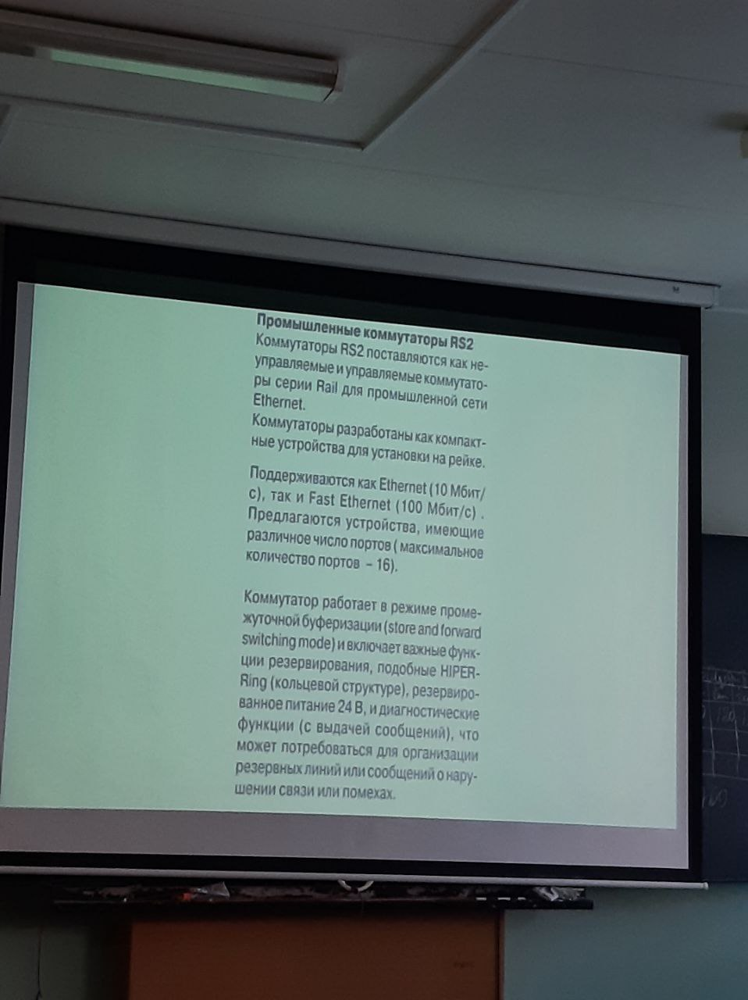 Промышленные коммутаторы RS2
Коммутаторы RS2 поставляются как не-
управляемые и управляемые коммутато-
ры серии Rail для промышленной сети
Ethernet.
Коммутаторы разработаны как компакт-
ные устройства для установки на рейке.
Поддерживаются как Ethernet (10 Мбит/
с), так и Fast Ethernet (100 Мбит/с) .
Предлагаются устройства, имеющие
различное число портов ( максимальное
количество портов – 16).
Коммутатор работает в режиме проме-
жуточной буферизации (store and forward
switching mode) и включает важные функ-
ции резервирования, подобные HIPER-
Ring (кольцевой структуре), резервиро-
ванное питание 24 В, и диагностические
функции (с выдачей сообщений), что
может потребоваться для организации
резервных линий или сообщений о нару-
шении связи или помехах.